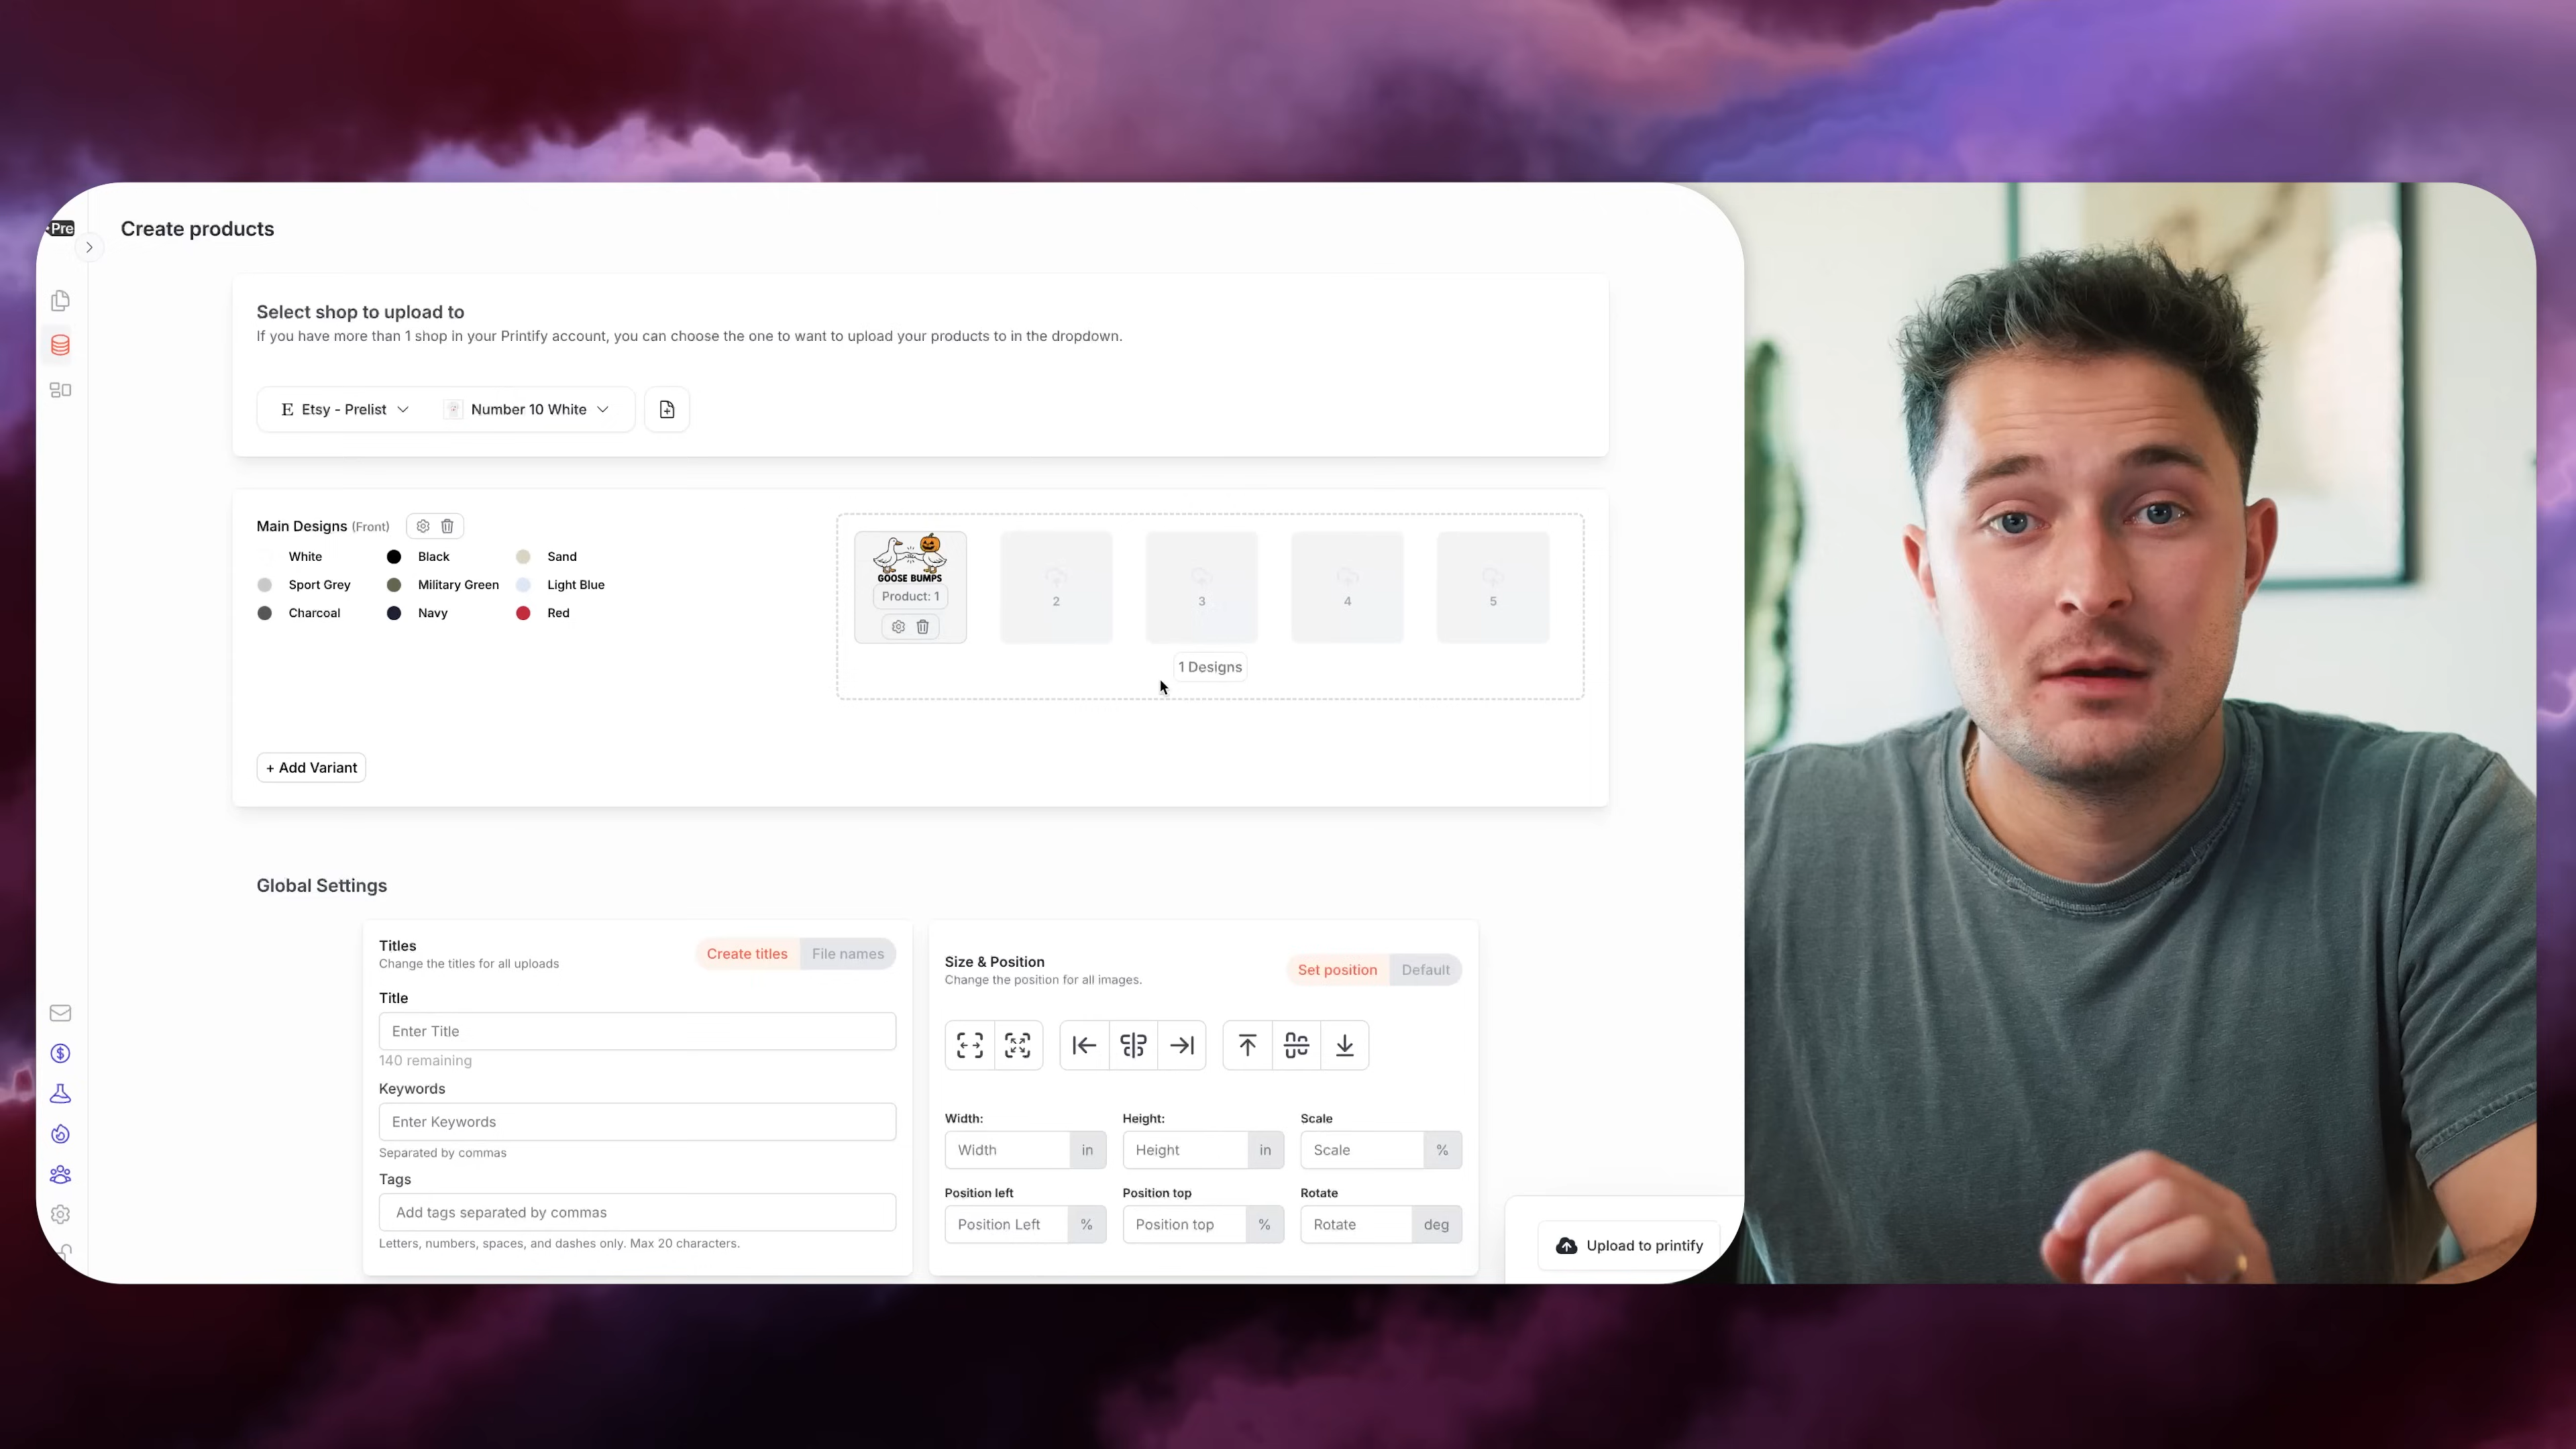 Pre
Create products
Select shop to upload to
If you have more than 1 shop in your Printify account, you can choose the one to want to upload your products to in the dropdown.
E Etsy - Prelist
Number 10 White
Main Designs (Front)
White
Black
Sand
Sport Grey
Military Green
Light Blue
Charcoal
Navy
Red
GOOSE BUMPS
Product: 1
2
3
4
5
1 Designs
+ Add Variant
Global Settings
Titles
Change the titles for all uploads
Create titles
File names
Title
Enter Title
140 remaining
Keywords
Enter Keywords
Separated by commas
Tags
Add tags separated by commas
Letters, numbers, spaces, and dashes only. Max 20 characters.
Size & Position
Change the position for all images.
Set position
Default
Width:
Height:
Scale
Width in
Height in
Scale %
Position left
Position top
Rotate
Position Left %
Position top %
Rotate deg
Upload to printify